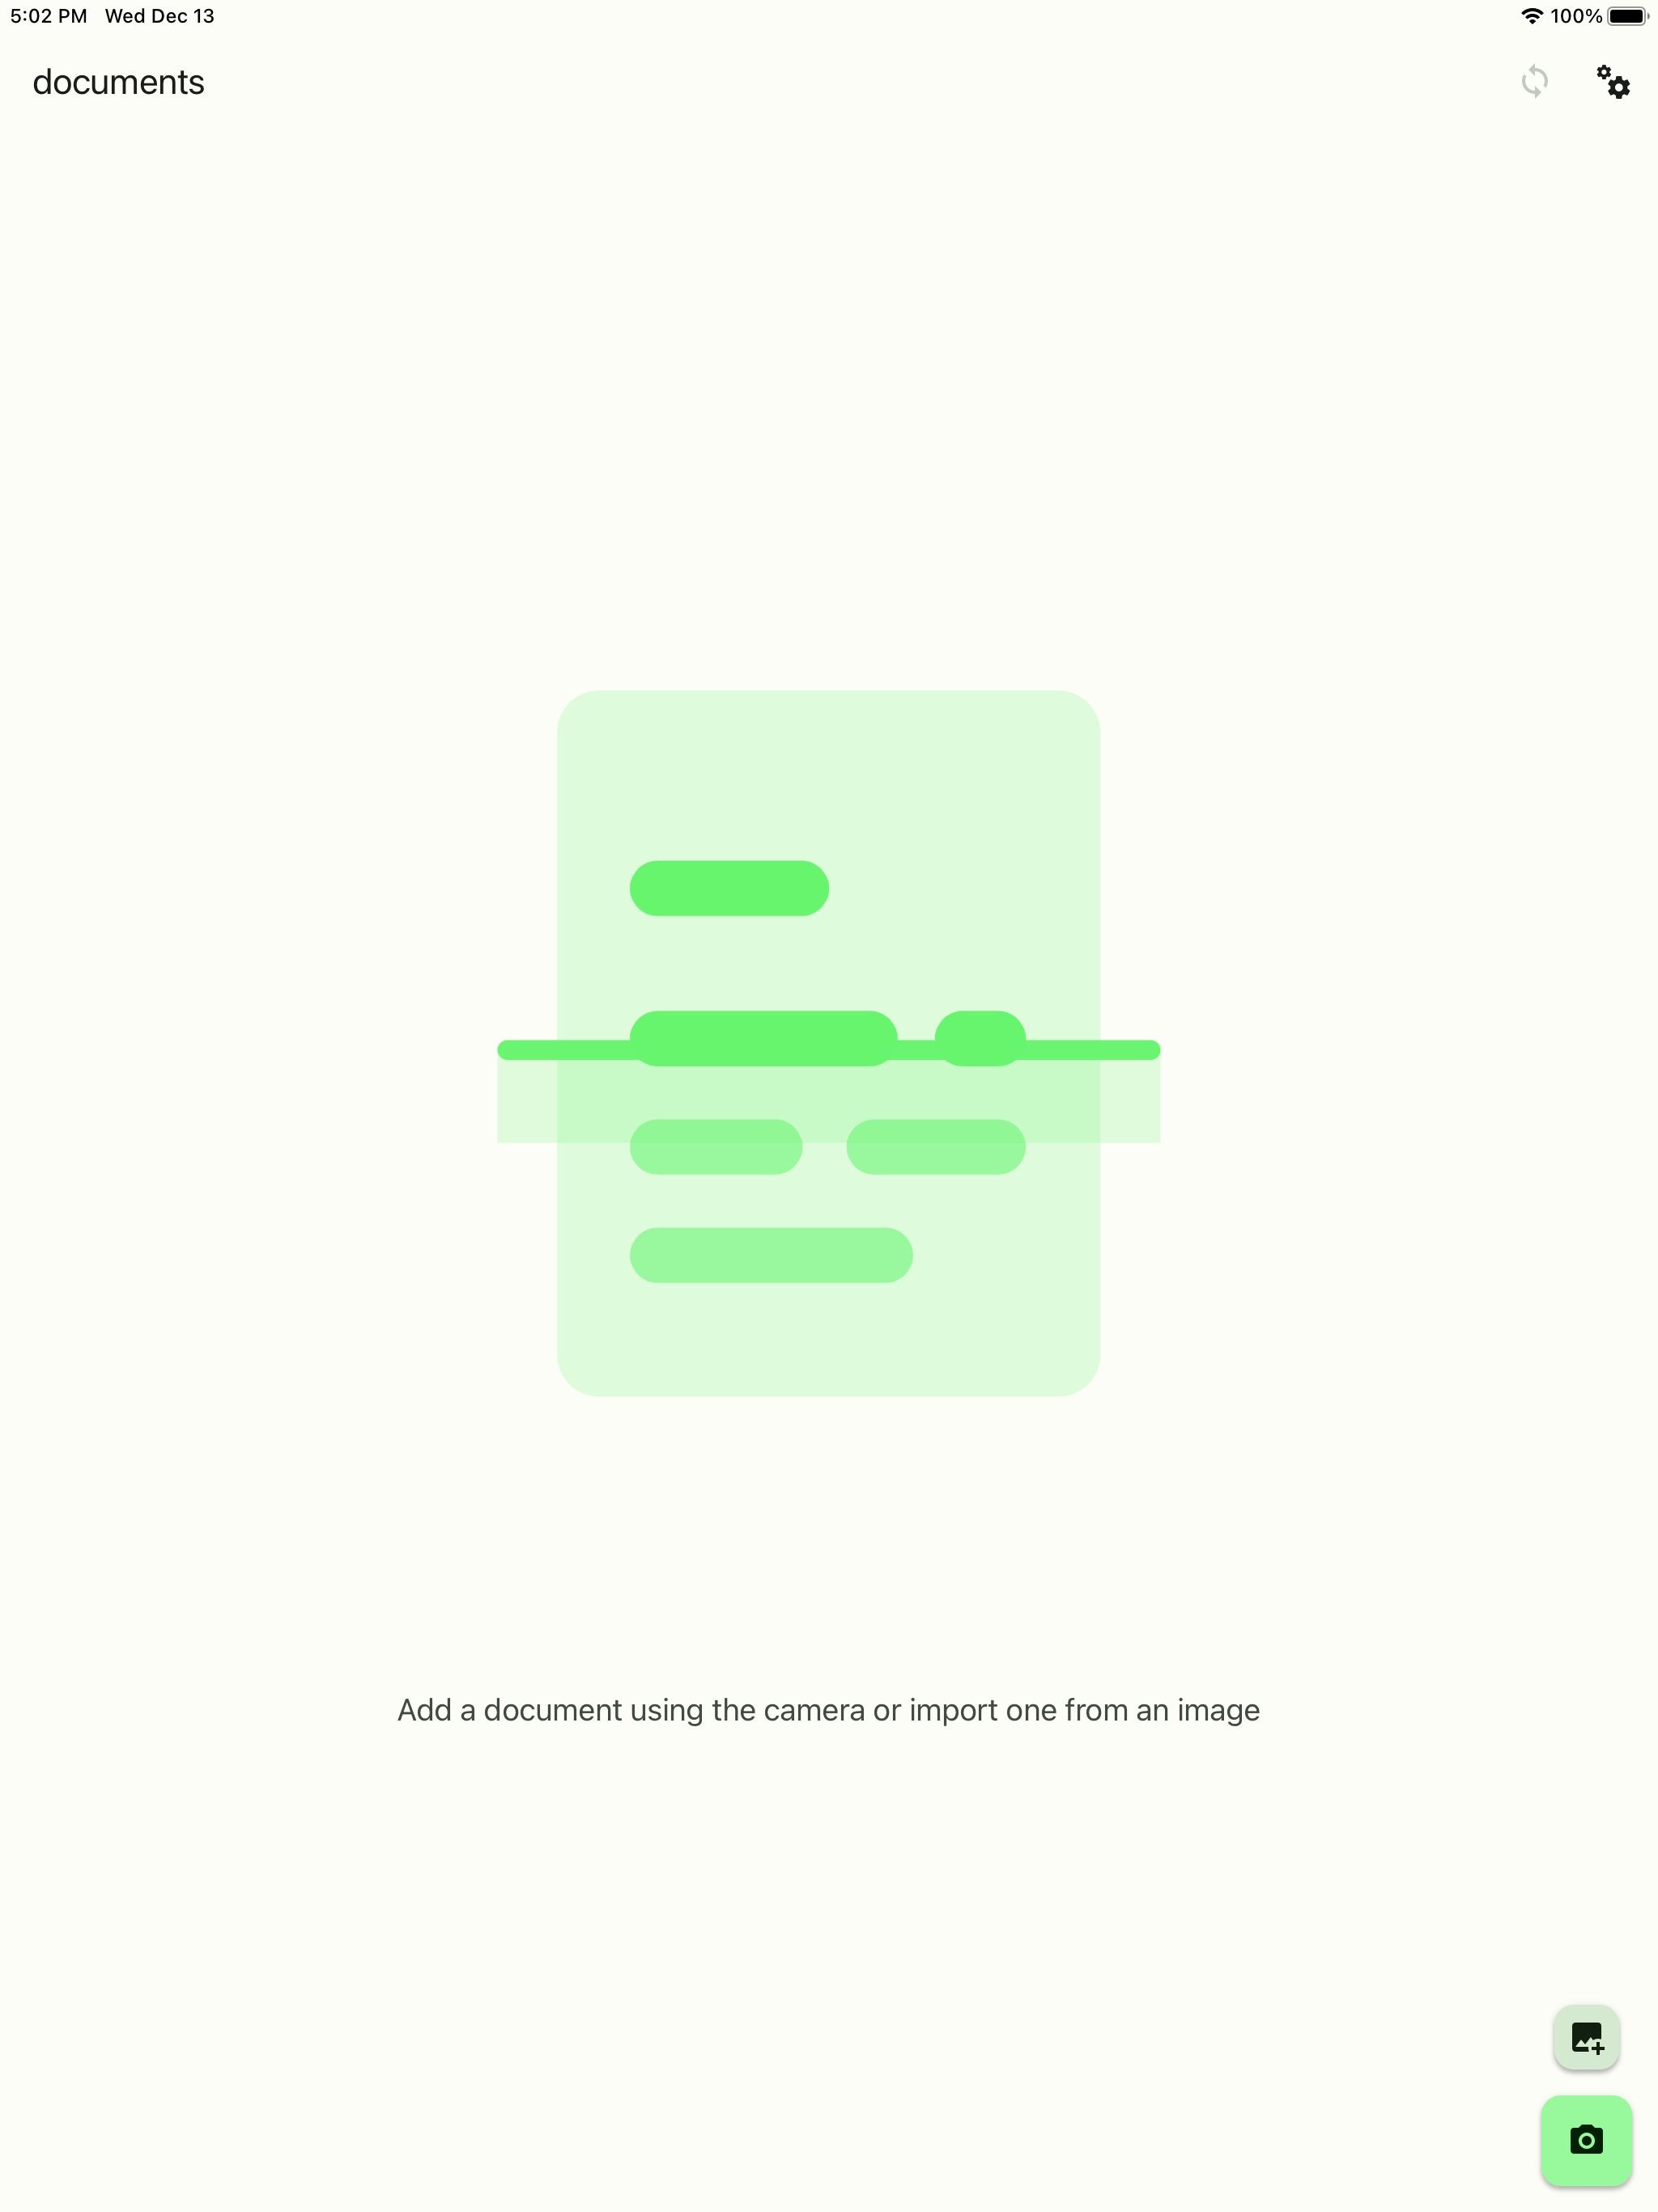 5:02 PM Wed Dec 13
100%
documents
Add a document using the camera or import one from an image